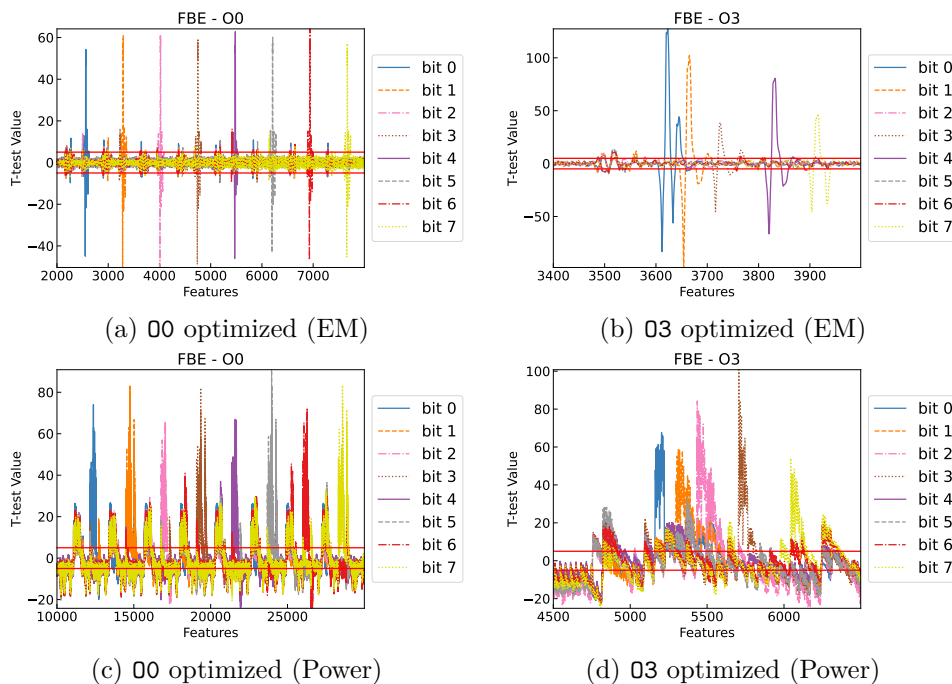 FBE - O0
60
40
20
0
−20
−40
2000
3000
4000
5000
6000
7000
T-test Value
Features
bit 0
bit 1
bit 2
bit 3
bit 4
bit 5
bit 6
bit 7
(a) O0 optimized (EM)
FBE - O3
100
50
0
−50
3400
3500
3600
3700
3800
3900
T-test Value
Features
bit 0
bit 1
bit 2
bit 3
bit 4
bit 5
bit 6
bit 7
(b) O3 optimized (EM)
FBE - O0
80
60
40
20
0
−20
10000
15000
20000
25000
T-test Value
Features
bit 0
bit 1
bit 2
bit 3
bit 4
bit 5
bit 6
bit 7
(c) O0 optimized (Power)
FBE - O3
100
80
60
40
20
0
−20
4500
5000
5500
6000
T-test Value
Features
bit 0
bit 1
bit 2
bit 3
bit 4
bit 5
bit 6
bit 7
(d) O3 optimized (Power)